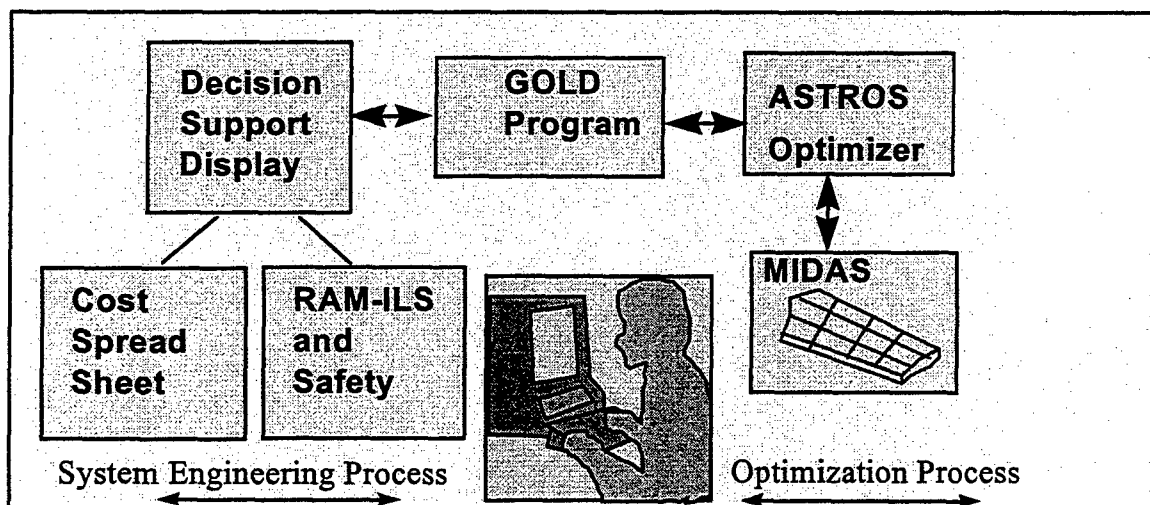 Decision
Support
Display
GOLD
Program
ASTROS
Optimizer
Cost
Spread
Sheet
RAM-ILS
and
Safety
MIDAS
System Engineering Process
Optimization Process